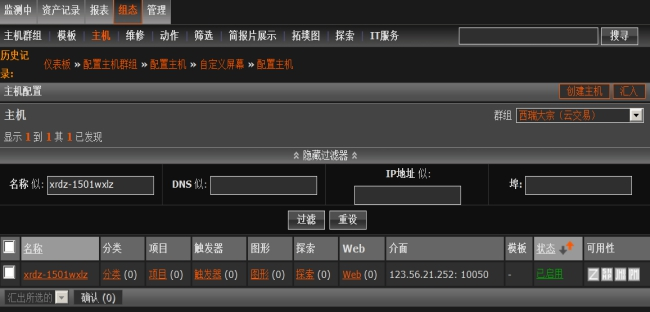 监测中 资产记录 报表 组态 管理
主机群组 模板 主机 维修 动作 筛选 简报片展示 拓墣图 探索 IT服务 搜寻
历史记录: 仪表板 » 配置主机群组 » 配置主机 » 自定义屏幕 » 配置主机
主机配置 创建主机 汇入
主机 群组 西瑞大宗（云交易）
显示 1 到 1 其 1 已发现
隐藏过滤器
名称 似: xrdz-1501wxlz DNS 似: IP地址 似: 埠:
过滤 重设
名称 分类 项目 触发器 图形 探索 Web 介面 模板 状态 可用性
xrdz-1501wxlz 分类 (0) 项目 (0) 触发器 (0) 图形 (0) 探索 (0) Web (0) 123.56.21.252: 10050 - 已启用
汇出所选的 确认 (0)